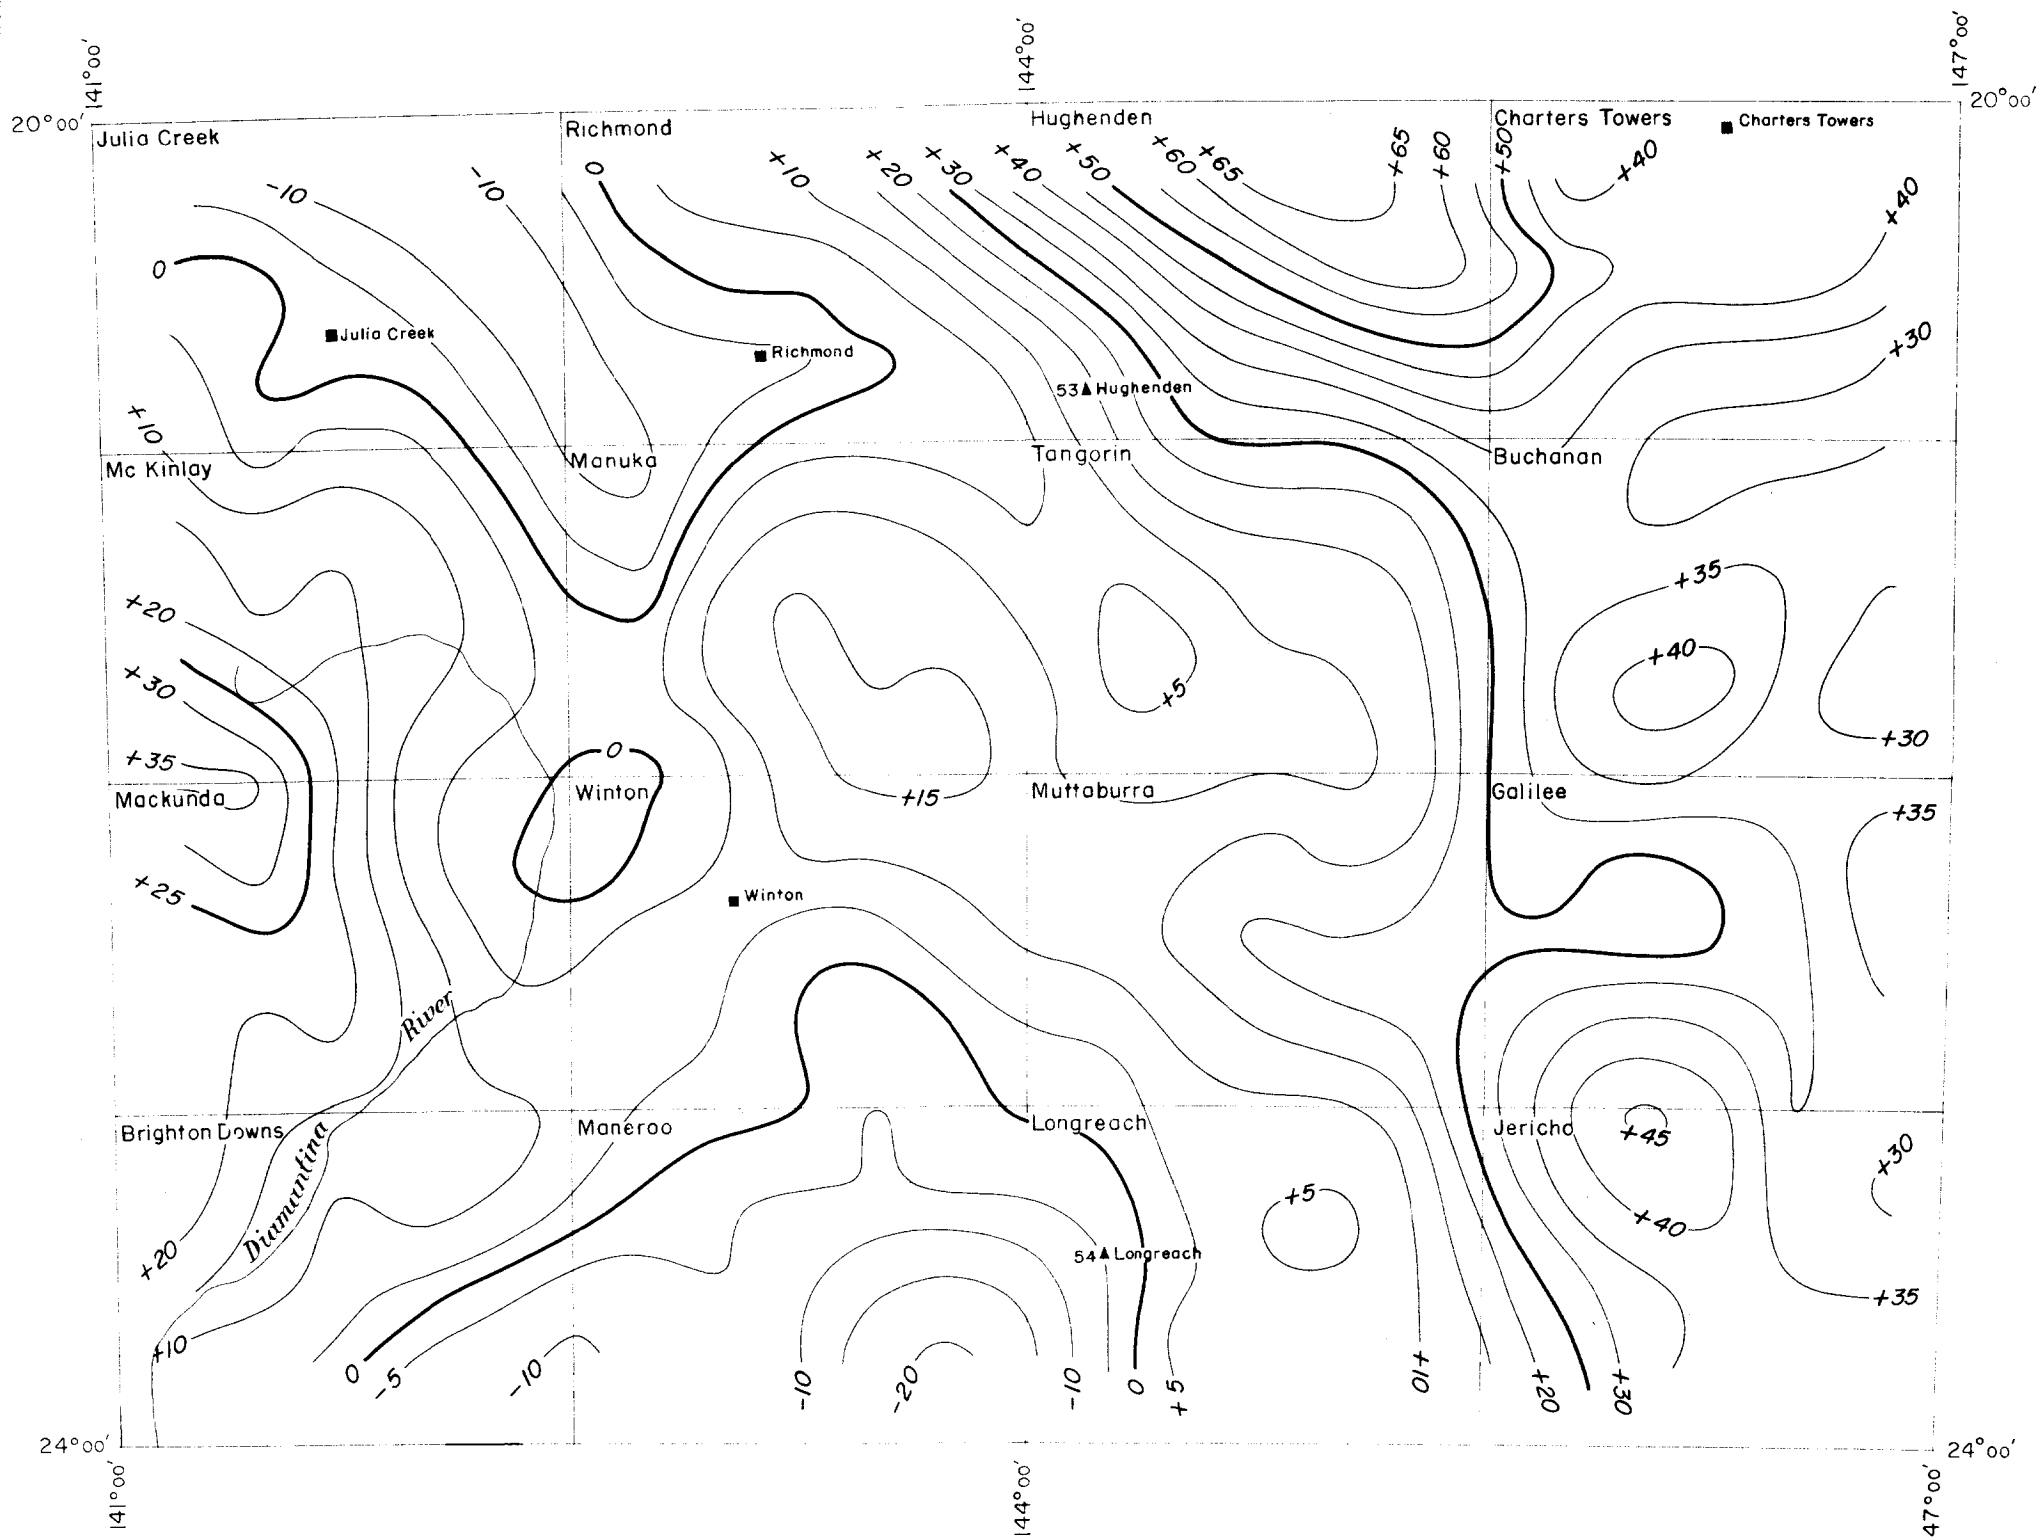 141°00'
144°00'
147°00'
20°00'
20°00'
Julia Creek
Richmond
Hughenden
Charters Towers
Charters Towers
-10
-10
0
+10
+20
+30
+40
+50
+60
+65
+65
+60
+50
+40
+40
0
Julia Creek
Richmond
+30
53 Hughenden
+10
Mc Kinlay
Manuka
Tangorin
Buchanan
+35
+20
+40
+30
+5
+30
0
+35
Mackunda
Winton
+15
Muttaburra
Galilee
+35
+25
Winton
River
Brighton Downs
Maneroo
Longreach
Jericho
+45
+30
Diamantina
+5
+40
+20
54 Longreach
+35
+10
0
-5
-10
-10
-20
-10
0
+5
+10
+20
+30
24°00'
24°00'
141°00'
144°00'
147°00'